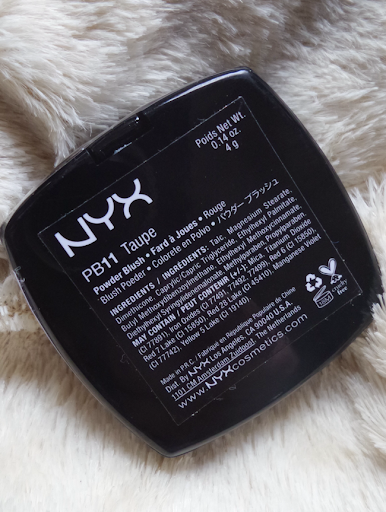 NYX
PB11 Taupe
Poids Net Wt.
0.14 oz.
4 g
Powder Blush • Fard à Joues • Rouge
Blush Poeder • Colorete en Polvo • パウダーブラッシュ
INGREDIENTS / INGRÉDIENTS: Talc, Magnesium Stearate,
Dimethicone, Caprylic/Capric Triglyceride, Ethylhexyl Palmitate,
Butyl Methoxydibenzoylmethane, Ethylhexyl Methoxycinnamate,
MAY CONTAIN / PEUT CONTENIR (+/-): Mica, Titanium Dioxide
(CI 77891), Iron Oxides (CI 77491, 77492, 77499), Red 6 (CI 15850),
Red 7 Lake (CI 15850), Red 27 Lake (CI 45410), Manganese Violet
(CI 77742), Yellow 5 Lake (CI 19140).
Made in P.R.C. / Fabriqué en République Populaire de Chine
Dist. By NYX Los Angeles, CA 90040 U.S.A.
1101 CM Amsterdam Zuidoost, The Netherlands
www.NYXcosmetics.com
cruelty
free